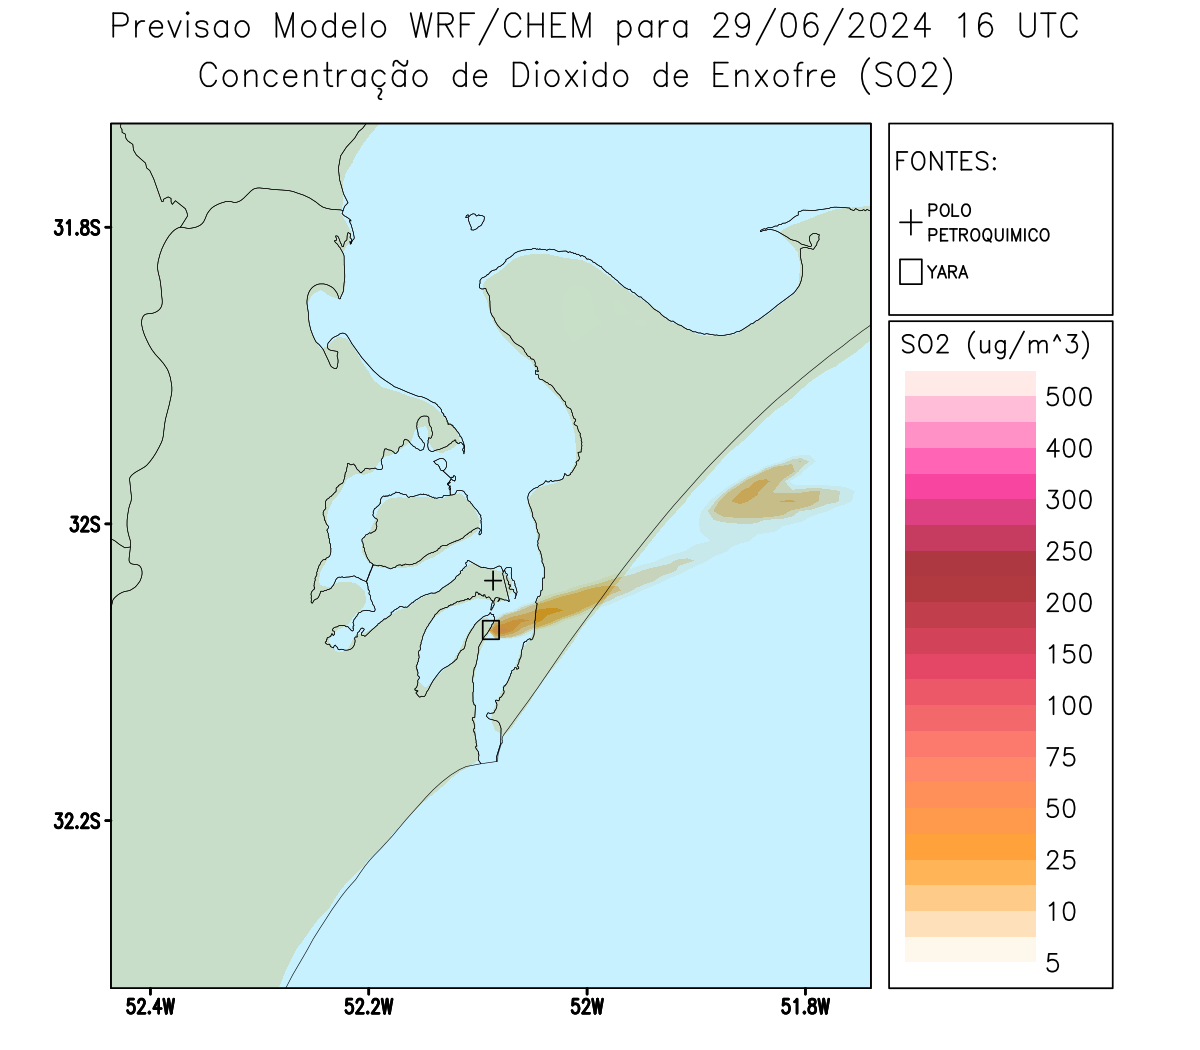 Previsao Modelo WRF/CHEM para 29/06/2024 16 UTC
Concentração de Dioxido de Enxofre (SO2)
FONTES:
POLO
PETROQUIMICO
YARA
SO2 (ug/m^3)
500
400
300
250
200
150
100
75
50
25
10
5
31.8S
32S
32.2S
52.4W
52.2W
52W
51.8W